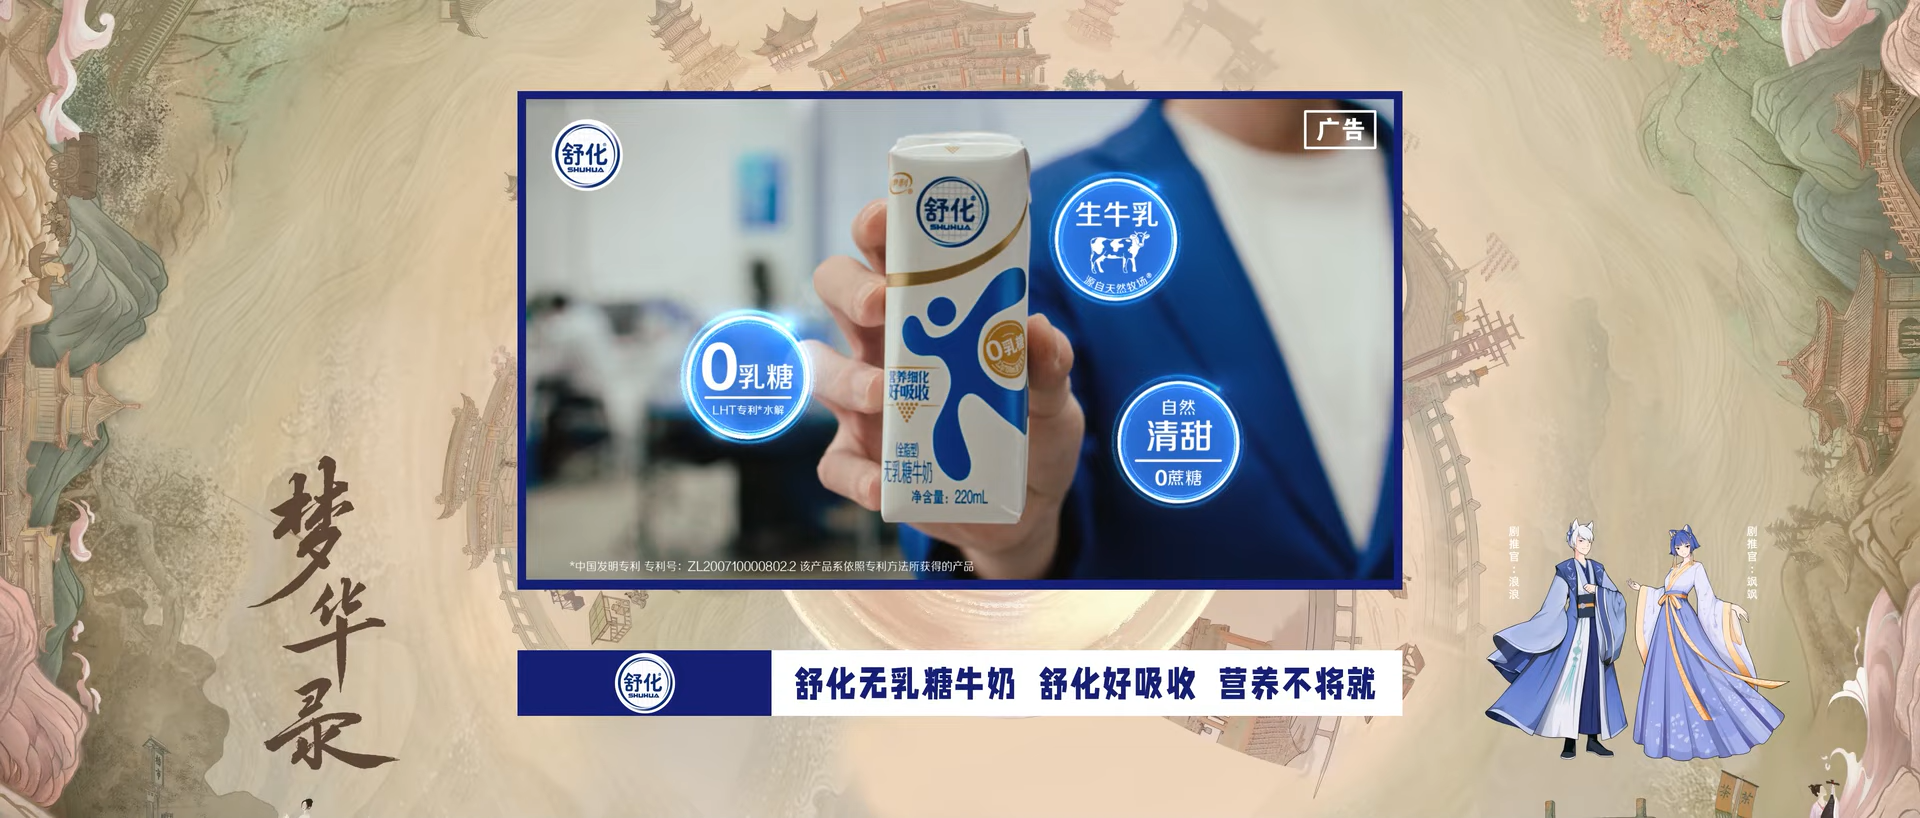 舒化
SHUHUA
广告
伊利
舒化
SHUHUA
生牛乳
源自天然牧场®
0乳糖
LHT专利*水解
0乳糖
营养细化
好吸收
(全脂型)
无乳糖牛奶
净含量：220mL
自然
清甜
0蔗糖
*中国发明专利 专利号：ZL200710000802.2 该产品系依照专利方法所获得的产品
梦华录
剧推官：浪浪
剧推官：飒飒
舒化
SHUHUA
舒化无乳糖牛奶 舒化好吸收 营养不将就